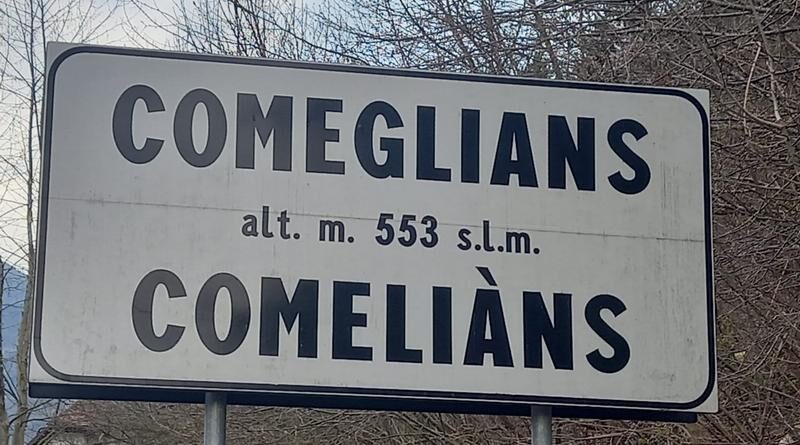 COMEGLIANS
alt. m. 553 s.l.m.
COMELIÀNS